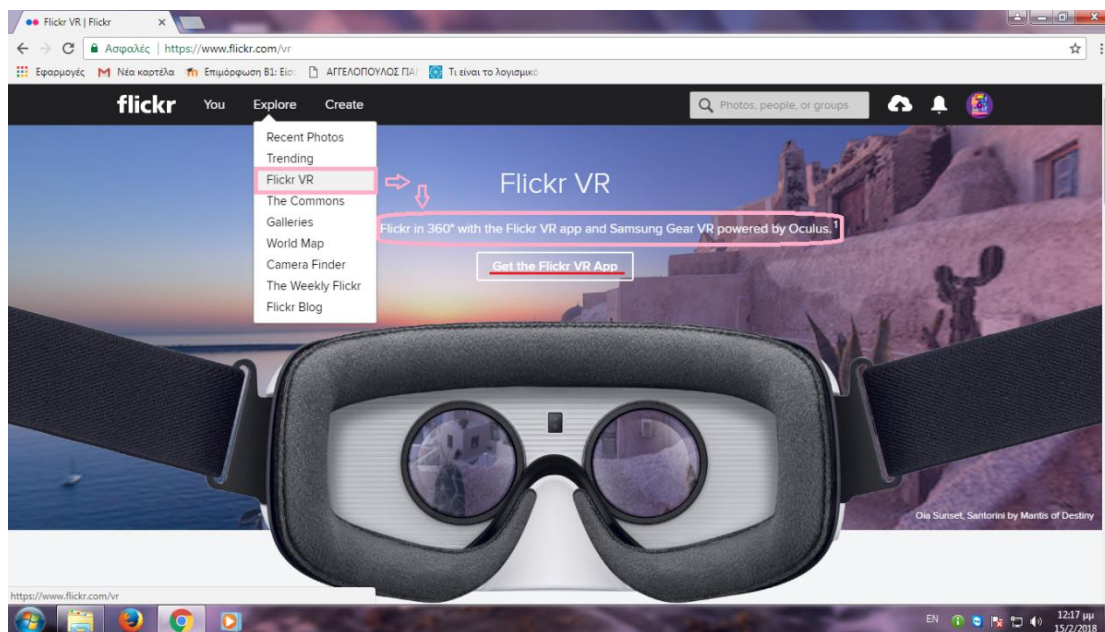 Flickr VR | Flickr
Ασφαλές | https://www.flickr.com/vr
Εφαρμογές Νέα καρτέλα Επιμόρφωση Β1: Είσ ΑΓΓΕΛΟΠΟΥΛΟΣ ΠΑ Τι είναι το λογισμικό
flickr You Explore Create Photos, people, or groups
Recent Photos
Trending
Flickr VR
The Commons
Galleries
World Map
Camera Finder
The Weekly Flickr
Flickr Blog
Flickr VR
Flickr in 360° with the Flickr VR app and Samsung Gear VR powered by Oculus.1
Get the Flickr VR App
Oia Sunset, Santorini by Mantis of Destiny
https://www.flickr.com/vr
EN 12:17 μμ
15/2/2018